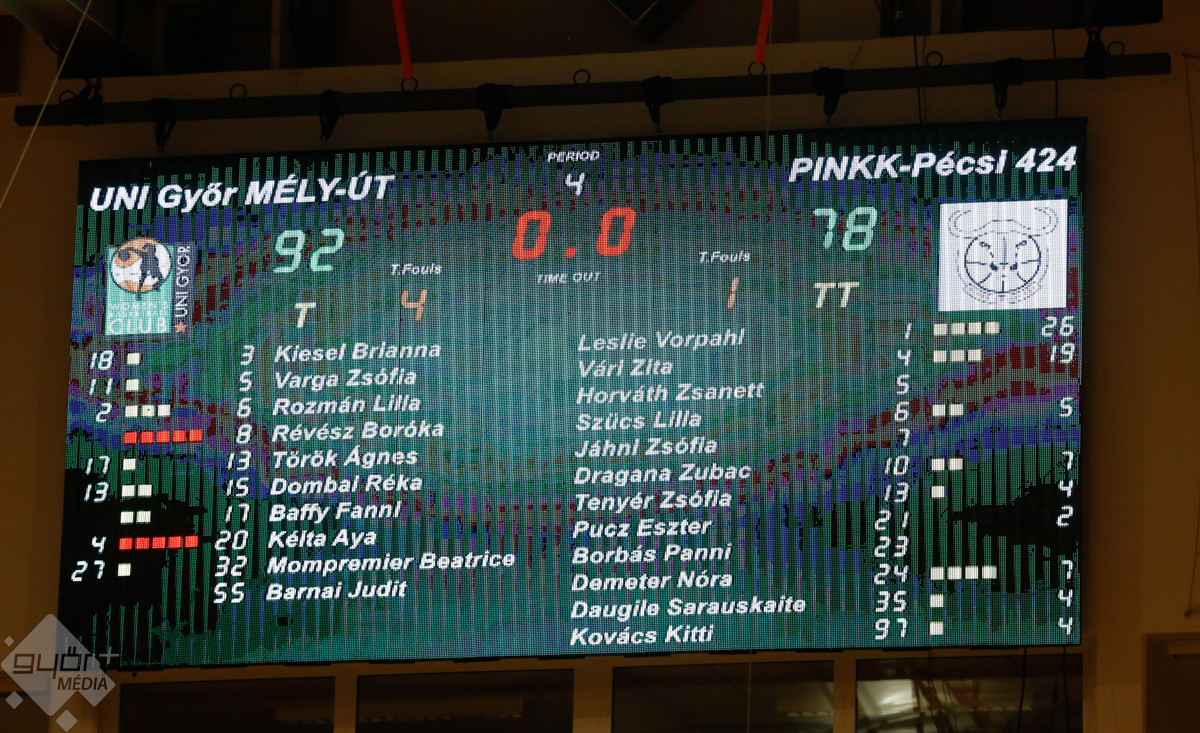 PERIOD
4
UNI Győr MÉLY-ÚT
PINKK-Pécsi 424
92
0.0
78
T.Fouls
TIME OUT
T.Fouls
T
4
1
TT
UNI GYŐR
CLUB
18 3 Kiesel Brianna
11 5 Varga Zsófia
2 6 Rozmán Lilla
8 Révész Boróka
17 13 Török Ágnes
13 15 Dombai Réka
17 Baffy Fanni
4 20 Kéita Aya
27 32 Mompremier Beatrice
55 Barnai Judit
Leslie Vorpahl 1 26
Vári Zita 4 19
Horváth Zsanett 5
Szücs Lilla 6 5
Jáhni Zsófia 7
Dragana Zubac 10 7
Tenyér Zsófia 13 4
Pucz Eszter 21 2
Borbás Panni 23
Demeter Nóra 24 7
Daugile Sarauskaite 35 4
Kovács Kitti 97 4
győr+
MÉDIA